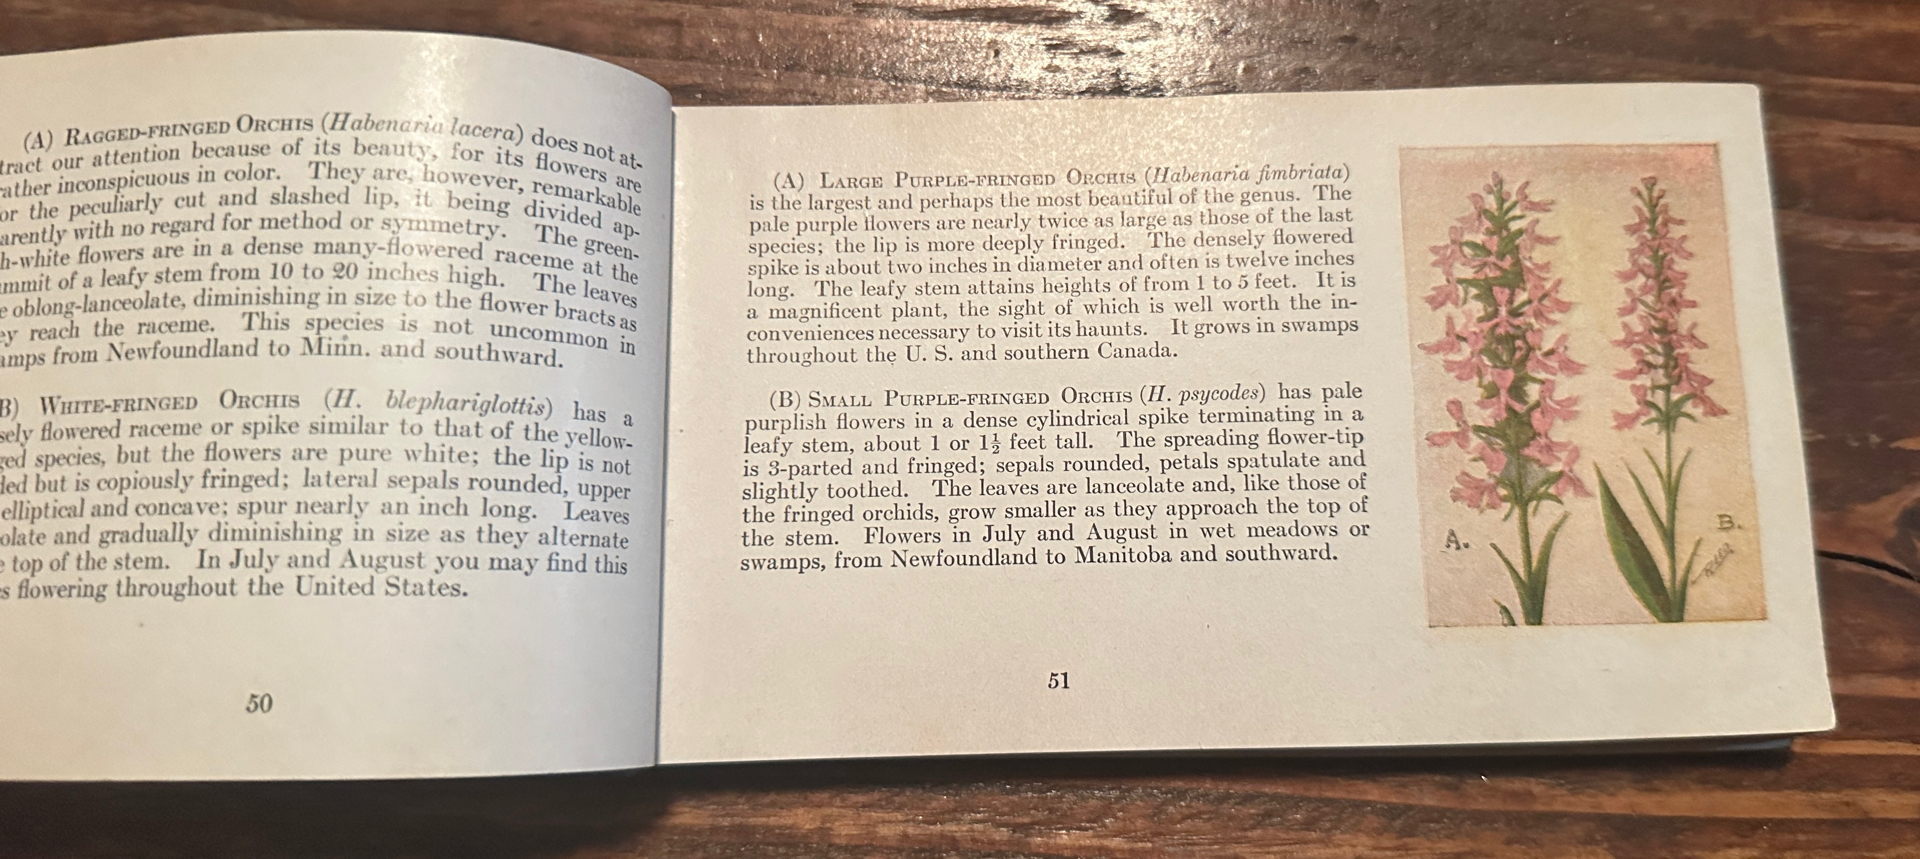 (A) RAGGED-FRINGED ORCHIS (Habenaria lacera) does not at-
tract our attention because of its beauty, for its flowers are
ather inconspicuous in color. They are, however, remarkable
or the peculiarly cut and slashed lip, it being divided ap-
arently with no regard for method or symmetry. The green-
h-white flowers are in a dense many-flowered raceme at the
mmit of a leafy stem from 10 to 20 inches high. The leaves
e oblong-lanceolate, diminishing in size to the flower bracts as
ey reach the raceme. This species is not uncommon in
amps from Newfoundland to Minn. and southward.
B) WHITE-FRINGED ORCHIS (H. blephariglottis) has a
sely flowered raceme or spike similar to that of the yellow-
ged species, but the flowers are pure white; the lip is not
ded but is copiously fringed; lateral sepals rounded, upper
elliptical and concave; spur nearly an inch long. Leaves
olate and gradually diminishing in size as they alternate
e top of the stem. In July and August you may find this
s flowering throughout the United States.
50
(A) LARGE PURPLE-FRINGED ORCHIS (Habenaria fimbriata)
is the largest and perhaps the most beautiful of the genus. The
pale purple flowers are nearly twice as large as those of the last
species; the lip is more deeply fringed. The densely flowered
spike is about two inches in diameter and often is twelve inches
long. The leafy stem attains heights of from 1 to 5 feet. It is
a magnificent plant, the sight of which is well worth the in-
conveniences necessary to visit its haunts. It grows in swamps
throughout the U. S. and southern Canada.
(B) SMALL PURPLE-FRINGED ORCHIS (H. psycodes) has pale
purplish flowers in a dense cylindrical spike terminating in a
leafy stem, about 1 or 1½ feet tall. The spreading flower-tip
is 3-parted and fringed; sepals rounded, petals spatulate and
slightly toothed. The leaves are lanceolate and, like those of
the fringed orchids, grow smaller as they approach the top of
the stem. Flowers in July and August in wet meadows or
swamps, from Newfoundland to Manitoba and southward.
51
A.
B.